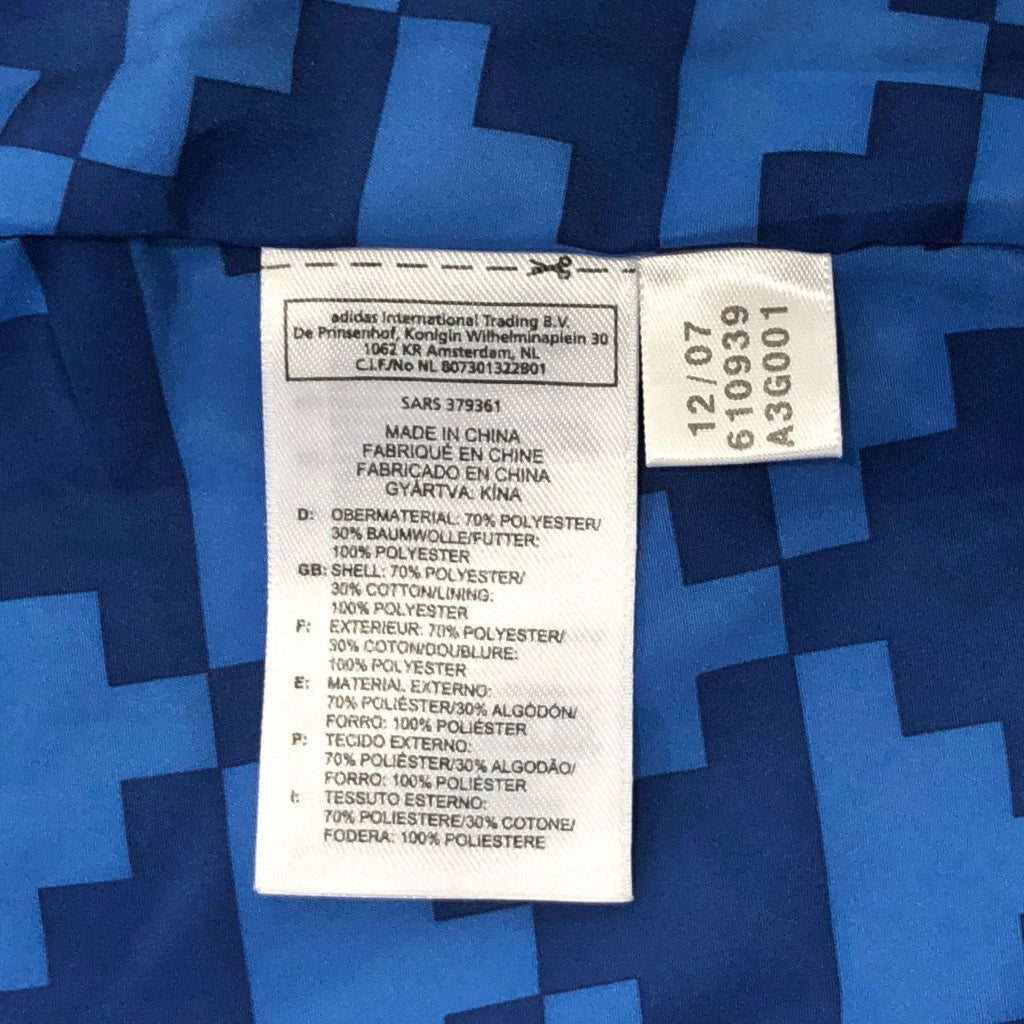 adidas International Trading B.V.
De Prinsenhof, Konigin Wilhelminaplein 30
1062 KR Amsterdam, NL
C.I.F./No NL 807301322B01
SARS 379361
MADE IN CHINA
FABRIQUÉ EN CHINE
FABRICADO EN CHINA
GYÁRTVA: KÍNA
D: OBERMATERIAL: 70% POLYESTER/
30% BAUMWOLLE/FUTTER:
100% POLYESTER
GB: SHELL: 70% POLYESTER/
30% COTTON/LINING:
100% POLYESTER
F: EXTÉRIEUR: 70% POLYESTER/
30% COTON/DOUBLURE:
100% POLYESTER
E: MATERIAL EXTERNO:
70% POLIÉSTER/30% ALGODÓN/
FORRO: 100% POLIÉSTER
P: TECIDO EXTERNO:
70% POLIÉSTER/30% ALGODÃO/
FORRO: 100% POLIÉSTER
I: TESSUTO ESTERNO:
70% POLIESTERE/30% COTONE/
FODERA: 100% POLIESTERE
12/07
610939
A3G001